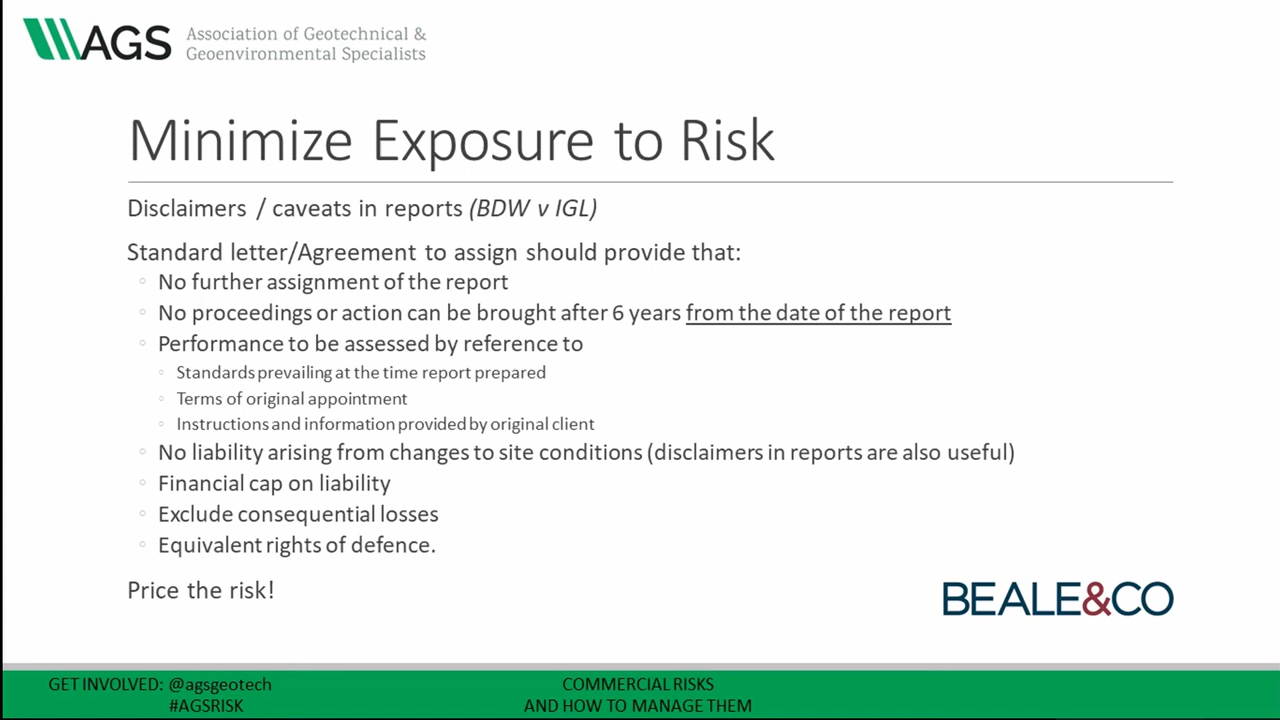 AGS
Association of Geotechnical &
Geoenvironmental Specialists
Minimize Exposure to Risk
Disclaimers / caveats in reports (BDW v IGL)
Standard letter/Agreement to assign should provide that:
No further assignment of the report
No proceedings or action can be brought after 6 years from the date of the report
Performance to be assessed by reference to
Standards prevailing at the time report prepared
Terms of original appointment
Instructions and information provided by original client
No liability arising from changes to site conditions (disclaimers in reports are also useful)
Financial cap on liability
Exclude consequential losses
Equivalent rights of defence.
Price the risk!
BEALE&CO
GET INVOLVED: @agsgeotech
#AGSRISK
COMMERCIAL RISKS
AND HOW TO MANAGE THEM